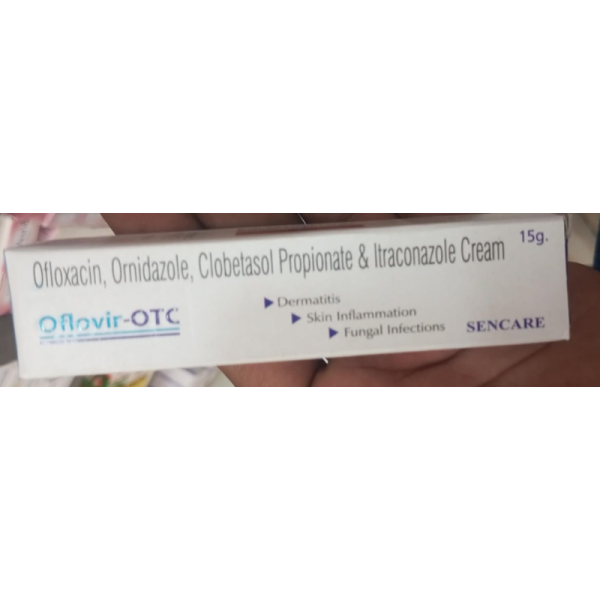 Ofloxacin, Ornidazole, Clobetasol Propionate & Itraconazole Cream 15g.
Oflovir-OTC
▶ Dermatitis
▶ Skin Inflammation
▶ Fungal Infections
SENCARE